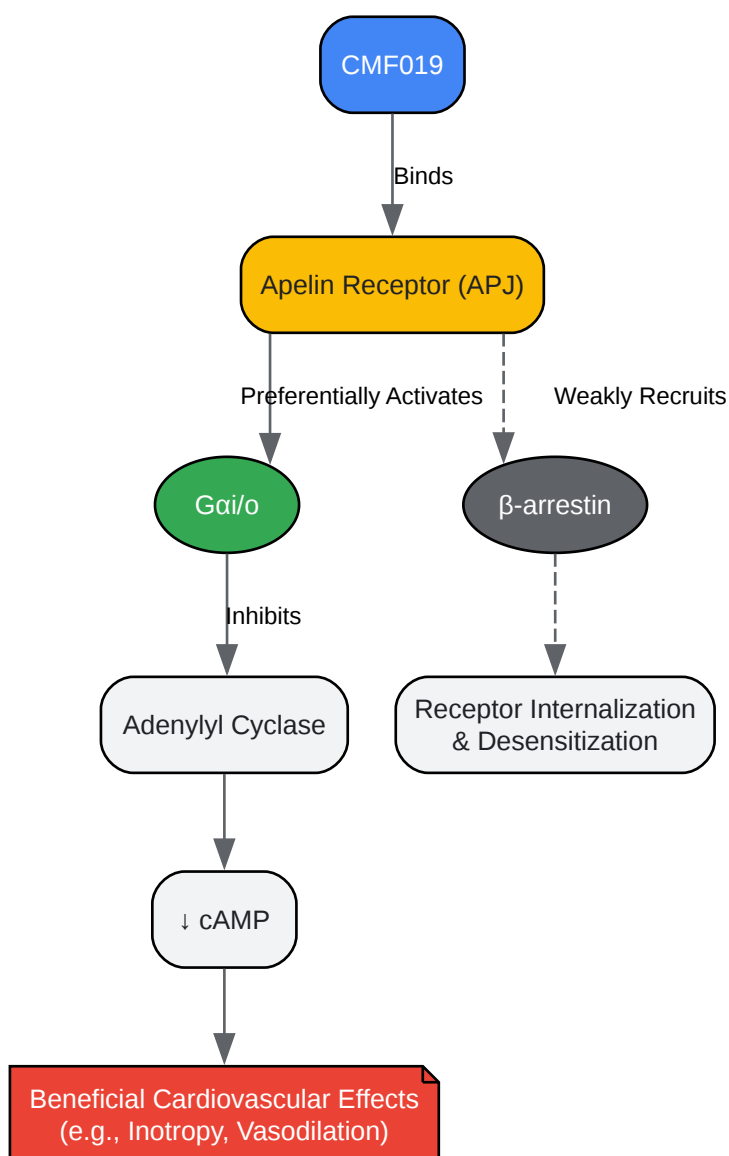 CMF019
Binds
Apelin Receptor (APJ)
Preferentially Activates
Weakly Recruits
Gαi/o
β-arrestin
Inhibits
Adenylyl Cyclase
Receptor Internalization
& Desensitization
↓ cAMP
Beneficial Cardiovascular Effects
(e.g., Inotropy, Vasodilation)